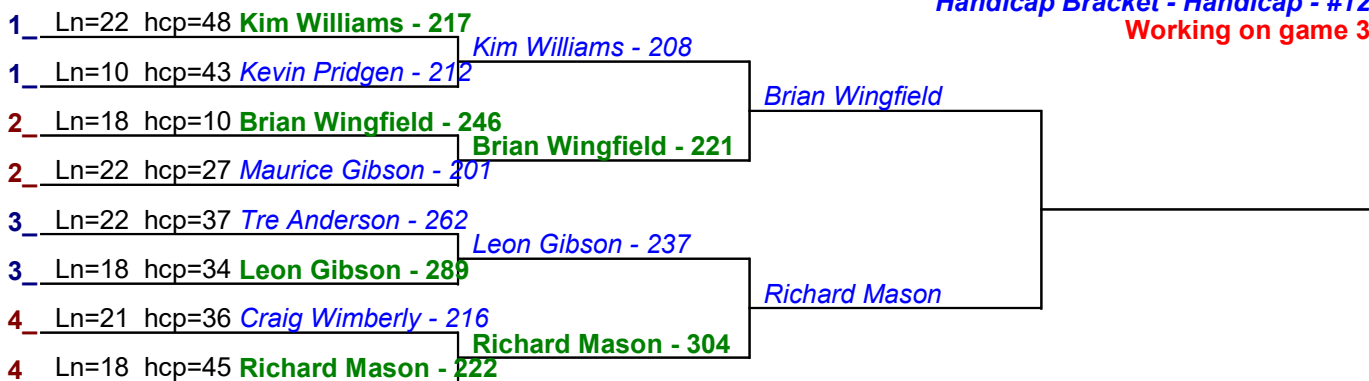 Handicap Bracket - Handicap - #12
Working on game 3
1_ Ln=22 hcp=48 Kim Williams - 217
Kim Williams - 208
1_ Ln=10 hcp=43 Kevin Pridgen - 212
Brian Wingfield
2_ Ln=18 hcp=10 Brian Wingfield - 246
Brian Wingfield - 221
2_ Ln=22 hcp=27 Maurice Gibson - 201
3_ Ln=22 hcp=37 Tre Anderson - 262
Leon Gibson - 237
3_ Ln=18 hcp=34 Leon Gibson - 289
Richard Mason
4_ Ln=21 hcp=36 Craig Wimberly - 216
Richard Mason - 304
4 Ln=18 hcp=45 Richard Mason - 222